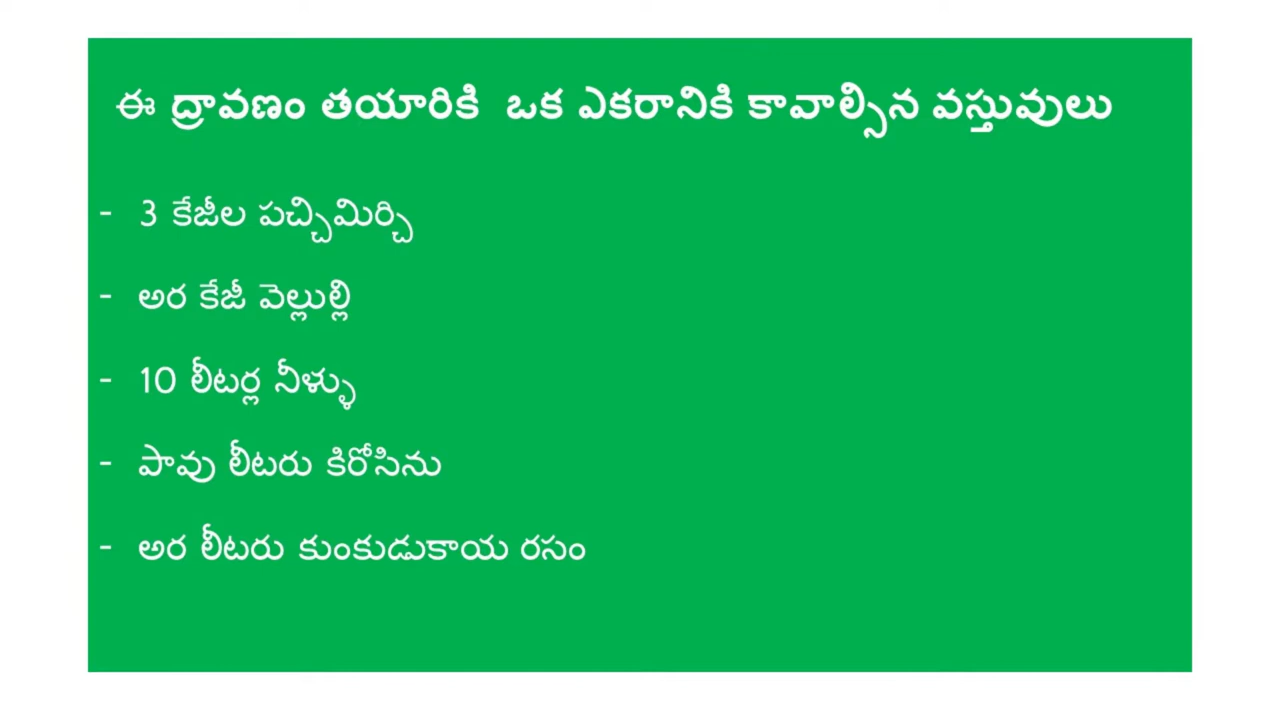 ఈ ద్రావణం తయారికి ఒక ఎకరానికి కావాల్సిన వస్తువులు
- 3 కేజీల పచ్చిమిర్చి
- అర కేజీ వెల్లుల్లి
- 10 లీటర్ల నీళ్ళు
- పావు లీటరు కిరోసిను
- అర లీటరు కుంకుడుకాయ రసం